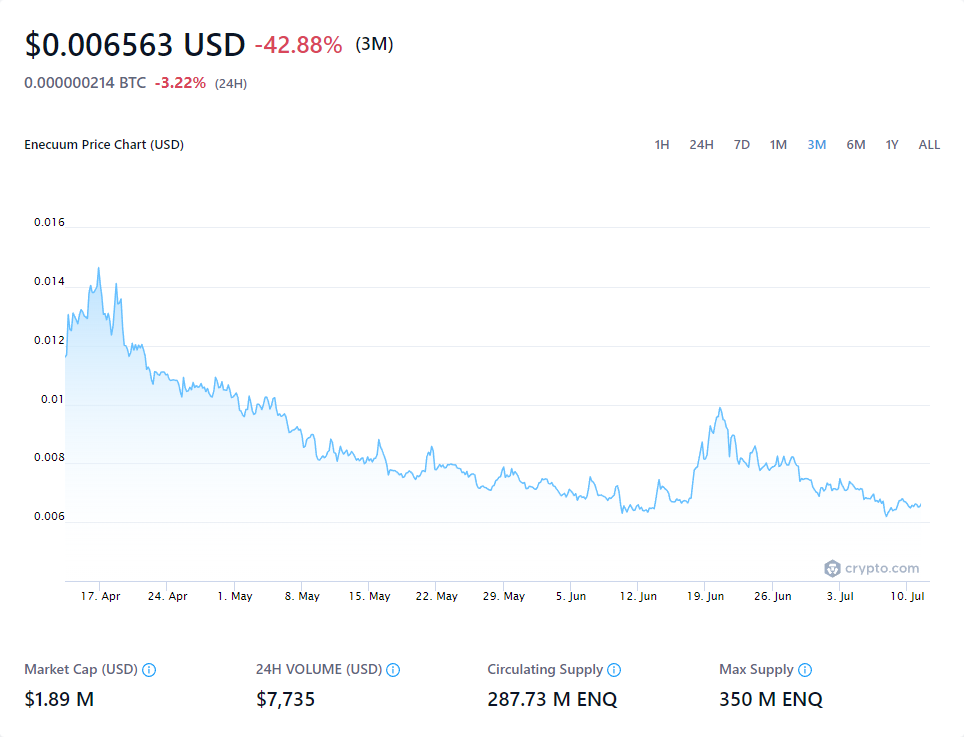 $0.006563 USD -42.88% (3M)
0.000000214 BTC -3.22% (24H)
Enecuum Price Chart (USD) 1H 24H 7D 1M 3M 6M 1Y ALL
0.016
0.014
0.012
0.01
0.008
0.006
crypto.com
17. Apr 24. Apr 1. May 8. May 15. May 22. May 29. May 5. Jun 12. Jun 19. Jun 26. Jun 3. Jul 10. Jul
Market Cap (USD) 24H VOLUME (USD) Circulating Supply Max Supply
$1.89 M $7,735 287.73 M ENQ 350 M ENQ